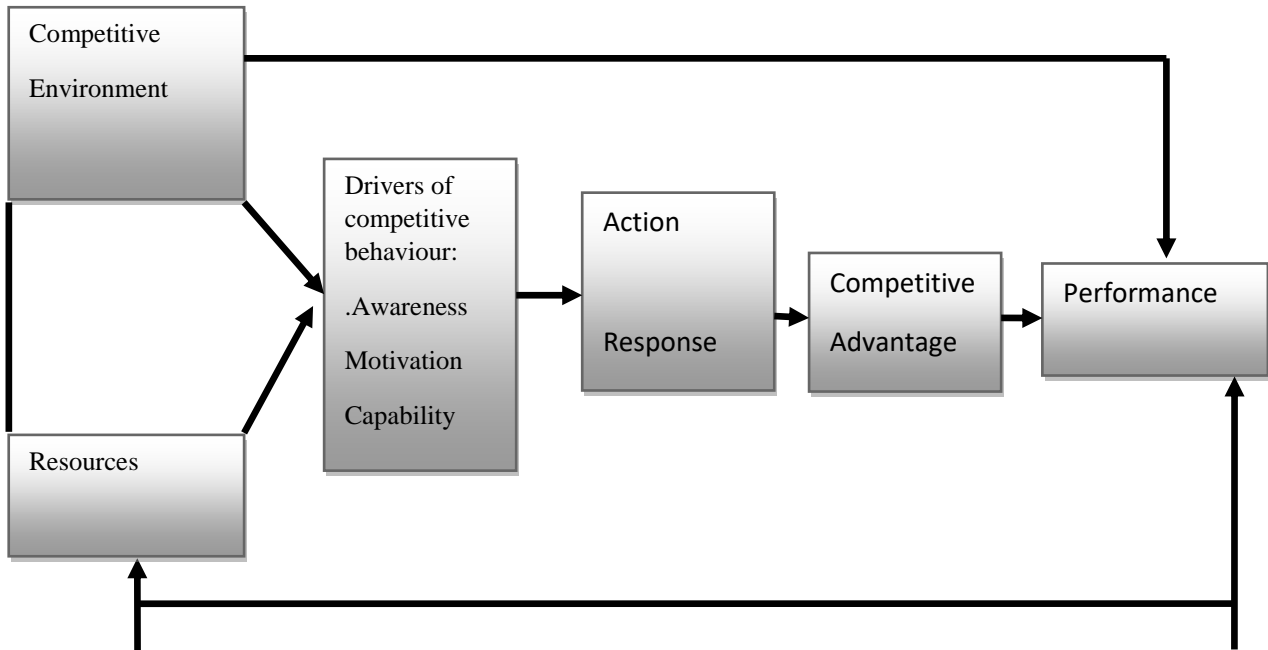 Competitive
Environment
Drivers of
competitive
behaviour:
.Awareness
Motivation
Capability
Action
Response
Competitive
Advantage
Performance
Resources